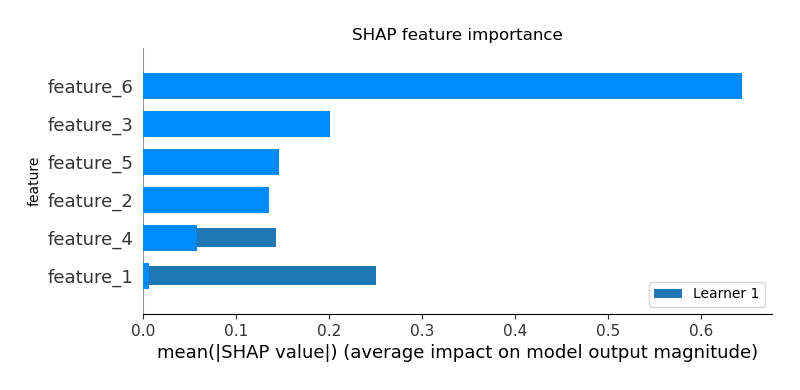 SHAP feature importance
feature
feature_6
feature_3
feature_5
feature_2
feature_4
feature_1
Learner 1
0.0 0.1 0.2 0.3 0.4 0.5 0.6
mean(|SHAP value|) (average impact on model output magnitude)